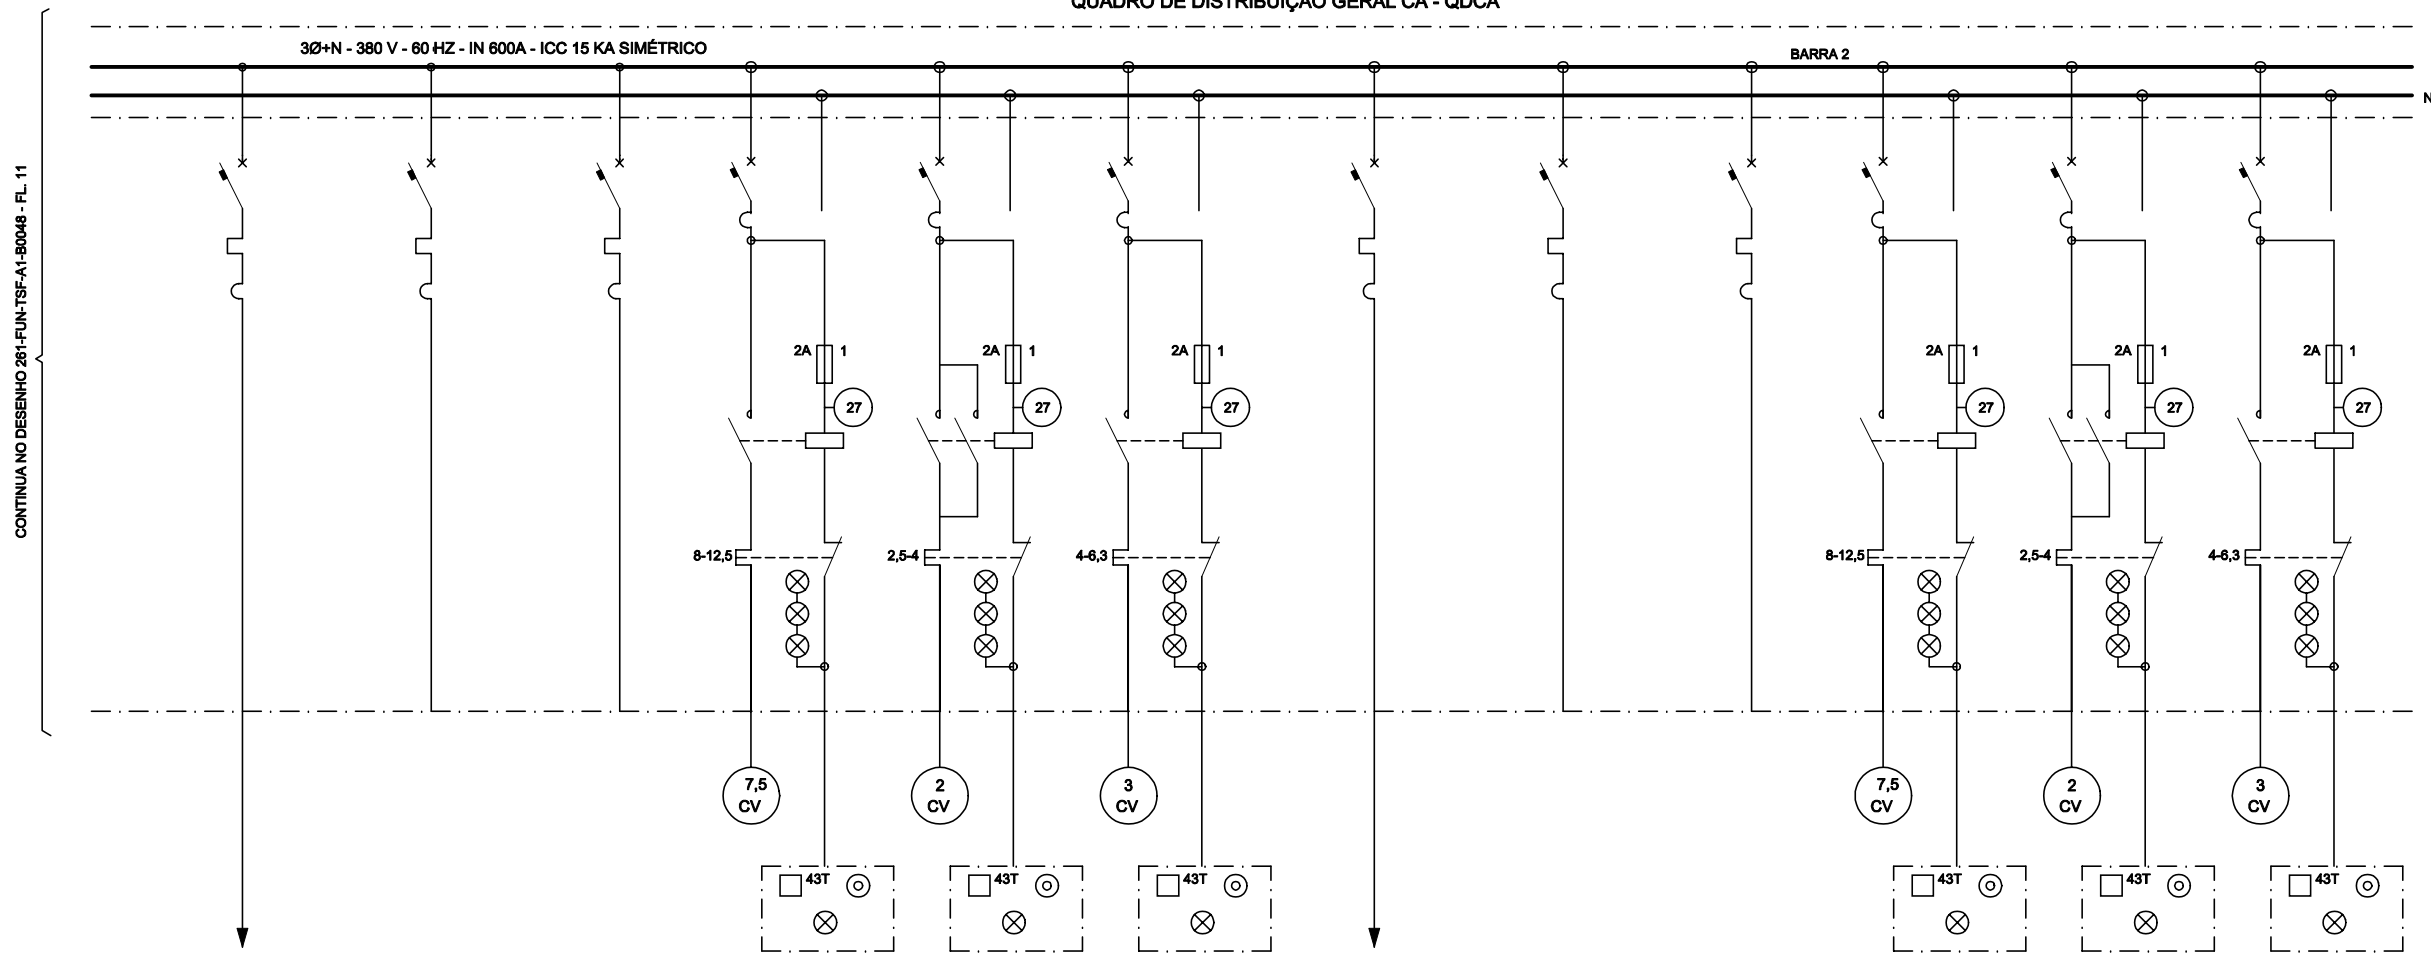 QUADRO DE DISTRIBUIÇÃO GERAL CA - QDCA
3Ø+N - 380 V - 60 HZ - IN 600A - ICC 15 KA SIMÉTRICO
BARRA 2
N
CONTINUA NO DESENHO 261-FUN-TSF-A1-B0048 - FL. 11
2A 1 2A 1 2A 1 2A 1 2A 1 2A 1
27 27 27 27 27 27
8-12,5 2,5-4 4-6,3 8-12,5 2,5-4 4-6,3
7,5 2 3 7,5 2 3
CV CV CV CV CV CV
43T 43T 43T 43T 43T 43T